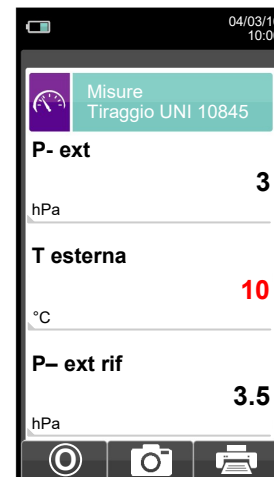 04/03/1
10:0
Misure
Tiraggio UNI 10845
P- ext
3
hPa
T esterna
10
°C
P– ext rif
3.5
hPa